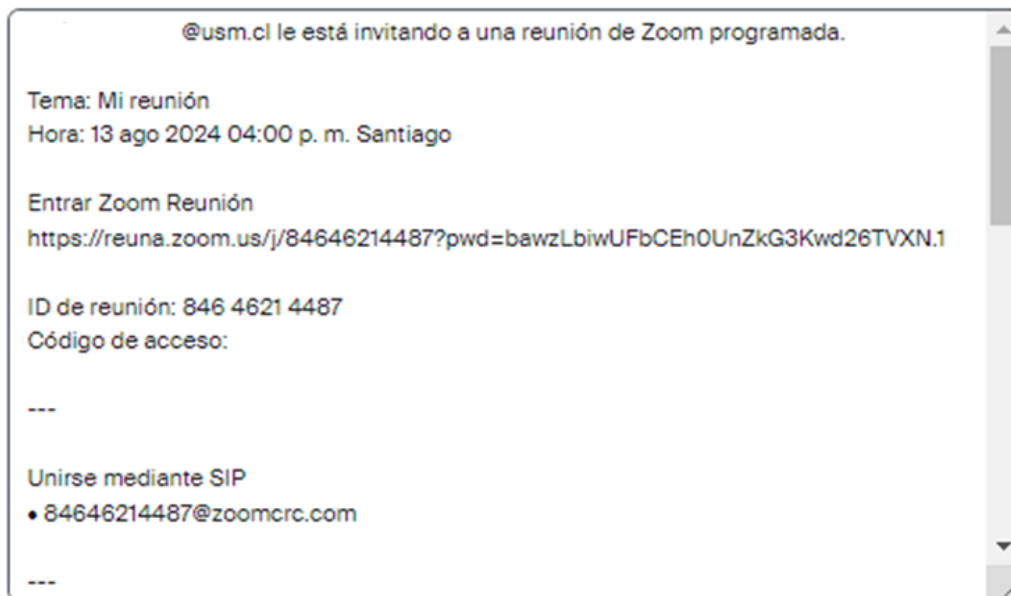 @usm.cl le está invitando a una reunión de Zoom programada.
Tema: Mi reunión
Hora: 13 ago 2024 04:00 p. m. Santiago
Entrar Zoom Reunión
https://reuna.zoom.us/j/84646214487?pwd=bawzLbiwUFbCEh0UnZkG3Kwd26TVXN.1
ID de reunión: 846 4621 4487
Código de acceso:
---
Unirse mediante SIP
• 84646214487@zoomcrc.com
---